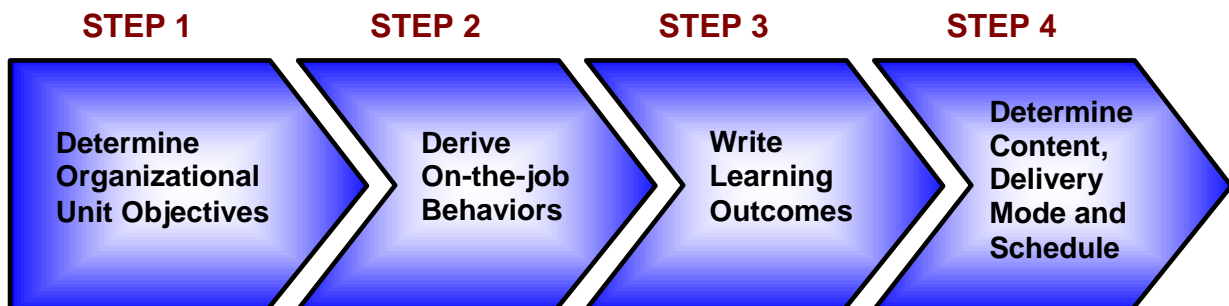 STEP 1
STEP 2
STEP 3
STEP 4
Determine
Organizational
Unit Objectives
Derive
On-the-job
Behaviors
Write
Learning
Outcomes
Determine
Content,
Delivery
Mode and
Schedule